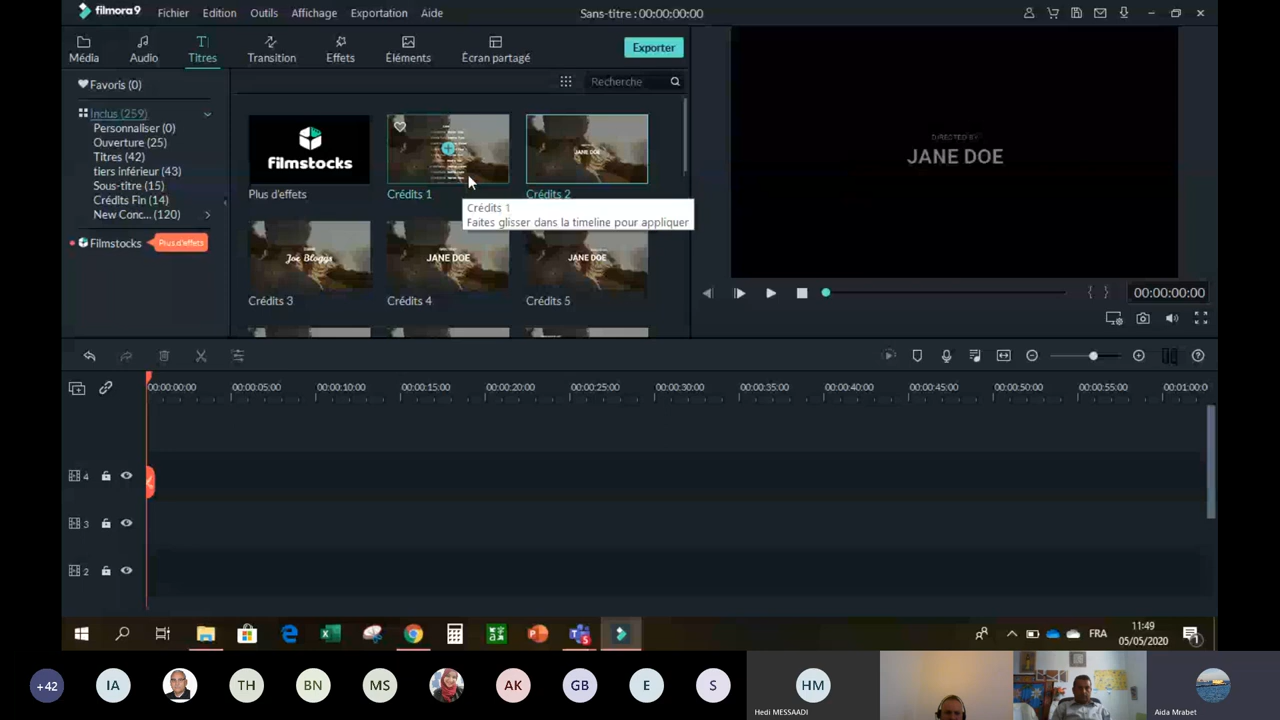 filmora9 Fichier Edition Outils Affichage Exportation Aide Sans-titre : 00:00:00:00
Média Audio Titres Transition Effets Éléments Écran partagé Exporter
Favoris (0)
Recherche
Inclus (259)
Personnaliser (0)
Ouverture (25)
Titres (42)
tiers inférieur (43)
Sous-titre (15)
Crédits Fin (14)
New Conc... (120)
Filmstocks Plus d'effets
filmstocks
JANE DOE
Plus d'effets Crédits 1 Crédits 2
Crédits 1
Faites glisser dans la timeline pour appliquer
Joe Bloggs JANE DOE JANE DOE
Crédits 3 Crédits 4 Crédits 5
DIRECTED BY
JANE DOE
00:00:00:00
00:00:00:00 00:00:05:00 00:00:10:00 00:00:15:00 00:00:20:00 00:00:25:00 00:00:30:00 00:00:35:00 00:00:40:00 00:00:45:00 00:00:50:00 00:00:55:00 00:01:00:0
4
3
2
FRA 11:49
05/05/2020
1
+42 IA TH BN MS AK GB E S HM
Hedi MESSAADI Aida Mrabet